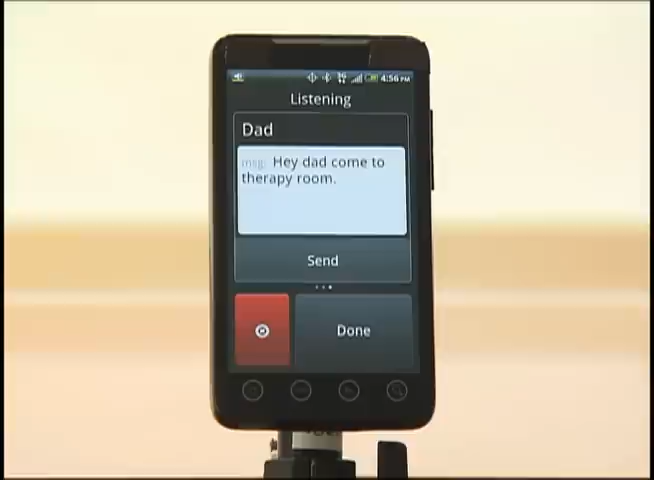 4:56 PM
Listening
Dad
msg: Hey dad come to
therapy room.
Send
Done